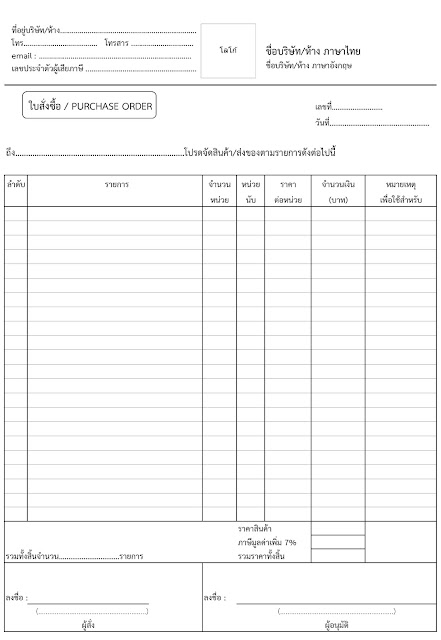 ที่อยู่บริษัท/ห้าง........................................................
โทร.............................. โทรสาร ..........................
email : ..............................................................
เลขประจำตัวผู้เสียภาษี .............................................
โลโก้
ชื่อบริษัท/ห้าง ภาษาไทย
ชื่อบริษัท/ห้าง ภาษาอังกฤษ
ใบสั่งซื้อ / PURCHASE ORDER
เลขที่.....................
วันที่..........................................
ถึง......................................................................โปรดจัดสินค้า/ส่งของตามรายการดังต่อไปนี้
ลำดับ รายการ จำนวน หน่วย ราคา จำนวนเงิน หมายเหตุ
หน่วย นับ ต่อหน่วย (บาท) เพื่อใช้สำหรับ
ราคาสินค้า
ภาษีมูลค่าเพิ่ม 7%
รวมทั้งสิ้นจำนวน.........................รายการ รวมราคาทั้งสิ้น
ลงชื่อ : ลงชื่อ :
(..............................................) (................................................)
ผู้สั่ง ผู้อนุมัติ